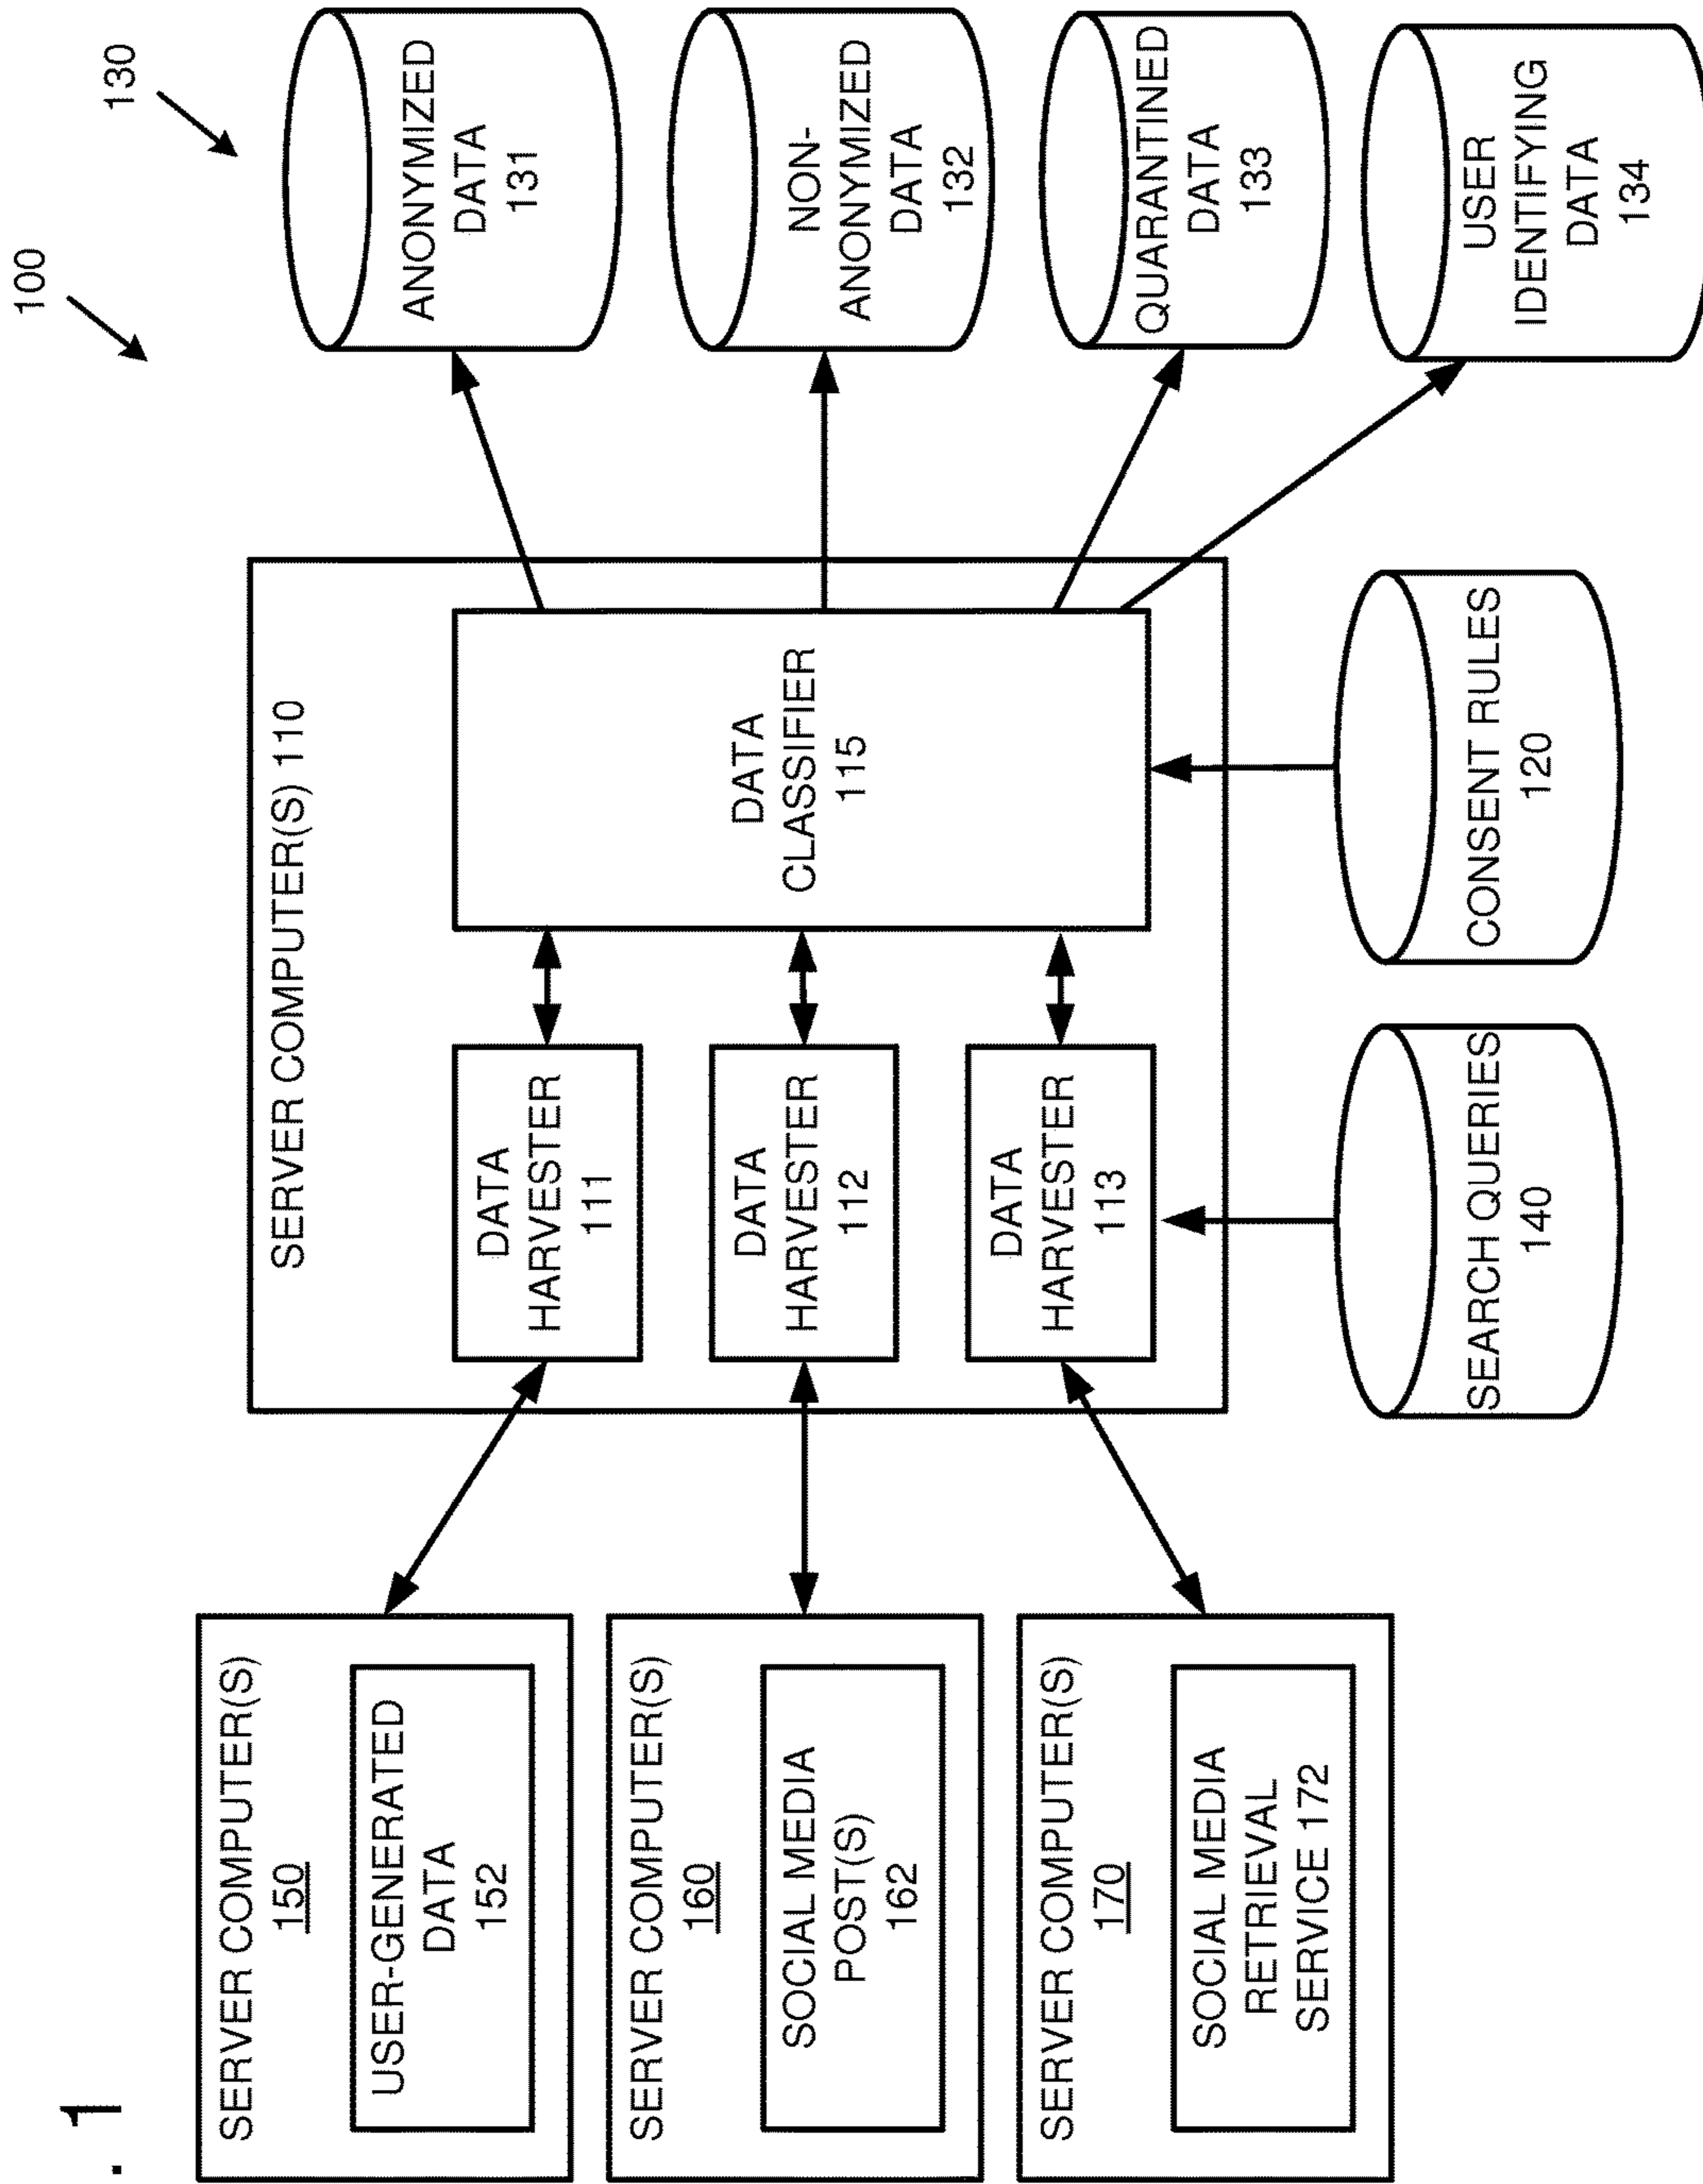 . 1
100
130
SERVER COMPUTER(S)
150
USER-GENERATED
DATA
152
SERVER COMPUTER(S)
160
SOCIAL MEDIA
POST(S)
162
SERVER COMPUTER(S)
170
SOCIAL MEDIA
RETRIEVAL
SERVICE 172
SERVER COMPUTER(S) 110
DATA
HARVESTER
111
DATA
HARVESTER
112
DATA
HARVESTER
113
DATA
CLASSIFIER
115
SEARCH QUERIES
140
CONSENT RULES
120
ANONYMIZED
DATA
131
NON-
ANONYMIZED
DATA
132
QUARANTINED
DATA
133
USER
IDENTIFYING
DATA
134